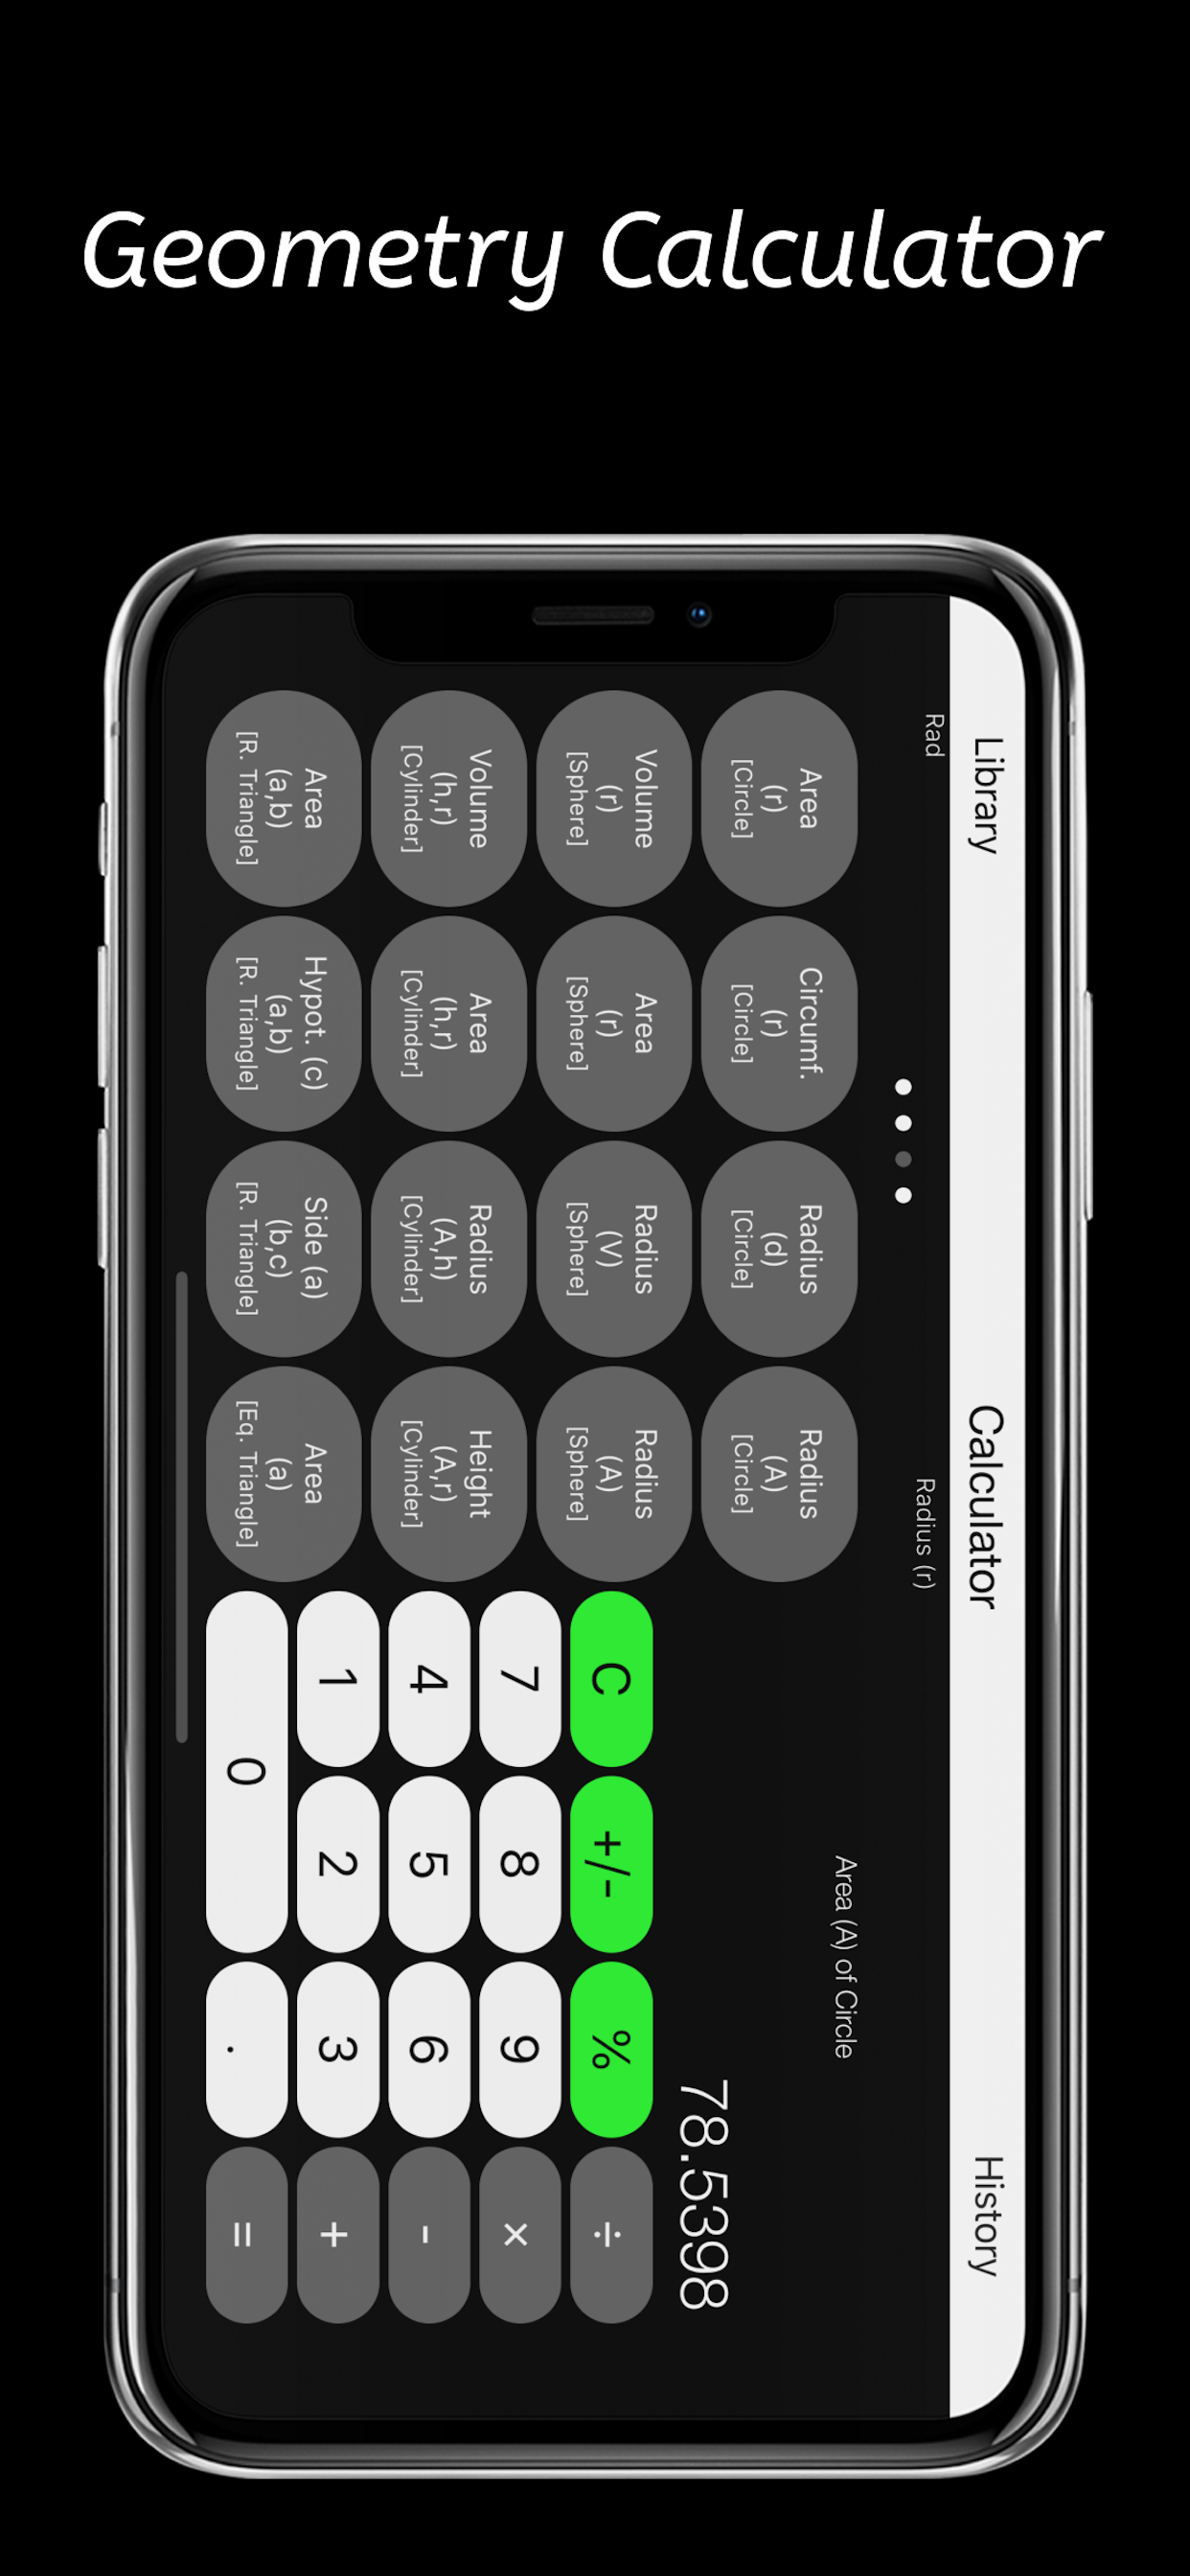 Geometry Calculator
Library
Calculator
History
Rad
Radius (r)
Area (A) of Circle
78.5398
Area
(r)
[Circle]
Circumf.
(r)
[Circle]
Radius
(d)
[Circle]
Radius
(A)
[Circle]
Volume
(r)
[Sphere]
Area
(r)
[Sphere]
Radius
(V)
[Sphere]
Radius
(A)
[Sphere]
C
+/-
%
÷
Volume
(h,r)
[Cylinder]
Area
(h,r)
[Cylinder]
Radius
(A,h)
[Cylinder]
Height
(A,r)
[Cylinder]
7
8
9
×
4
5
6
-
Area
(a,b)
[R. Triangle]
Hypot. (c)
(a,b)
[R. Triangle]
Side (a)
(b,c)
[R. Triangle]
Area
(a)
[Eq. Triangle]
1
2
3
+
0
.
=